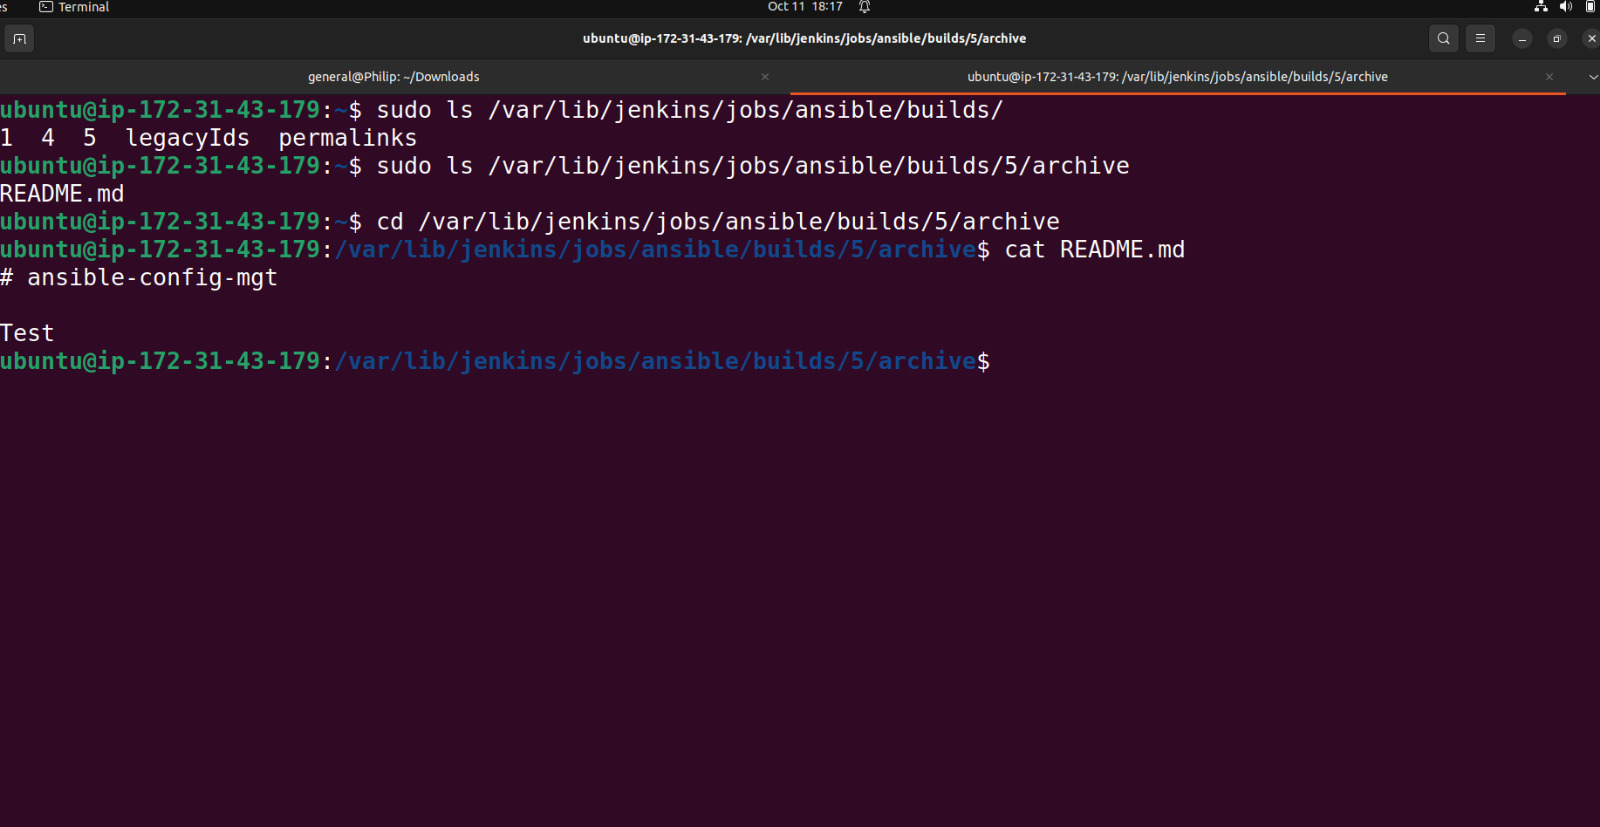 es Terminal Oct 11 18:17
ubuntu@ip-172-31-43-179: /var/lib/jenkins/jobs/ansible/builds/5/archive
general@Philip: ~/Downloads × ubuntu@ip-172-31-43-179: /var/lib/jenkins/jobs/ansible/builds/5/archive ×
ubuntu@ip-172-31-43-179:~$ sudo ls /var/lib/jenkins/jobs/ansible/builds/
1 4 5 legacyIds permalinks
ubuntu@ip-172-31-43-179:~$ sudo ls /var/lib/jenkins/jobs/ansible/builds/5/archive
README.md
ubuntu@ip-172-31-43-179:~$ cd /var/lib/jenkins/jobs/ansible/builds/5/archive
ubuntu@ip-172-31-43-179:/var/lib/jenkins/jobs/ansible/builds/5/archive$ cat README.md
# ansible-config-mgt
Test
ubuntu@ip-172-31-43-179:/var/lib/jenkins/jobs/ansible/builds/5/archive$